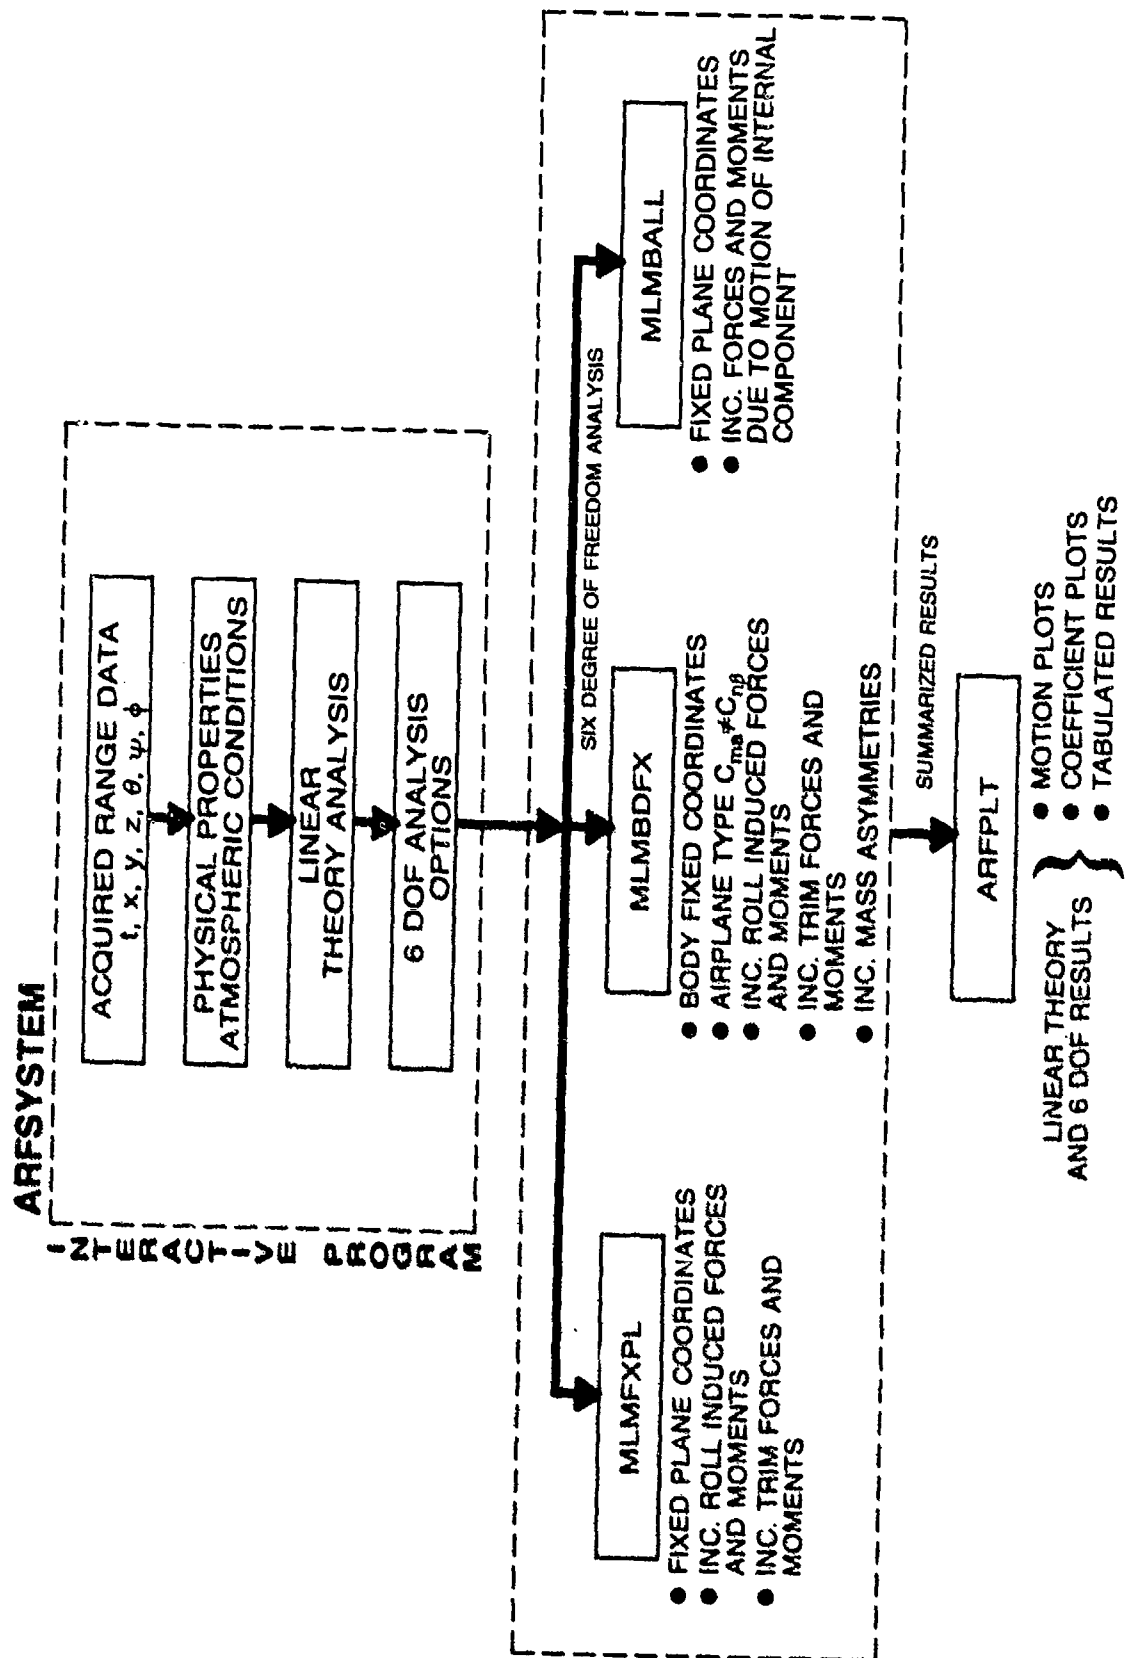 ARFSYSTEM
INTERACTIVE PROGRAM
ACQUIRED RANGE DATA
t, x, y, z, θ, ψ, ϕ
PHYSICAL PROPERTIES
ATMOSPHERIC CONDITIONS
LINEAR
THEORY ANALYSIS
6 DOF ANALYSIS
OPTIONS
SIX DEGREE OF FREEDOM ANALYSIS
MLMFXPL
● FIXED PLANE COORDINATES
● INC. ROLL INDUCED FORCES
AND MOMENTS
● INC. TRIM FORCES AND
MOMENTS
MLMBDFX
● BODY FIXED COORDINATES
● AIRPLANE TYPE Cma≠Cnβ
● INC. ROLL INDUCED FORCES
AND MOMENTS
● INC. TRIM FORCES AND
MOMENTS
● INC. MASS ASYMMETRIES
MLMBALL
● FIXED PLANE COORDINATES
● INC. FORCES AND MOMENTS
DUE TO MOTION OF INTERNAL
COMPONENT
SUMMARIZED RESULTS
ARFPLT
LINEAR THEORY
AND 6 DOF RESULTS
● MOTION PLOTS
● COEFFICIENT PLOTS
● TABULATED RESULTS